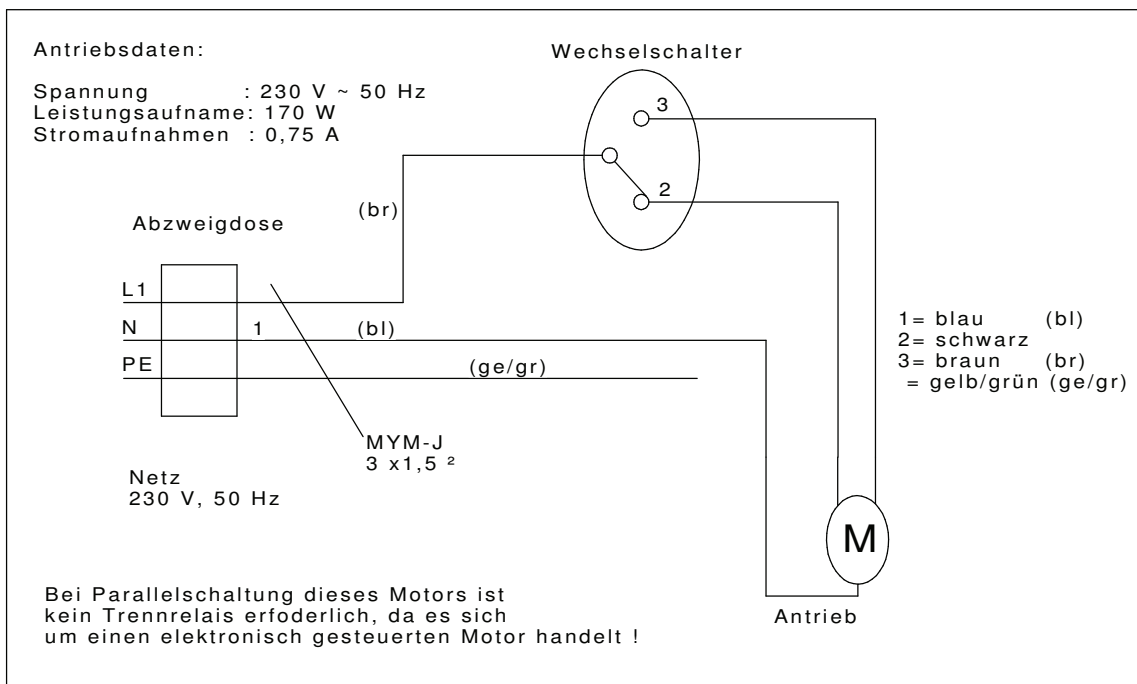 Antriebsdaten:
Spannung : 230 V ~ 50 Hz
Leistungsaufname: 170 W
Stromaufnahmen : 0,75 A
Wechselschalter
3
2
(br)
Abzweigdose
L1
N 1 (bl)
PE (ge/gr)
MYM-J
3 x1,5 ²
Netz
230 V, 50 Hz
1= blau (bl)
2= schwarz
3= braun (br)
= gelb/grün (ge/gr)
M
Antrieb
Bei Parallelschaltung dieses Motors ist
kein Trennrelais erfoderlich, da es sich
um einen elektronisch gesteuerten Motor handelt !